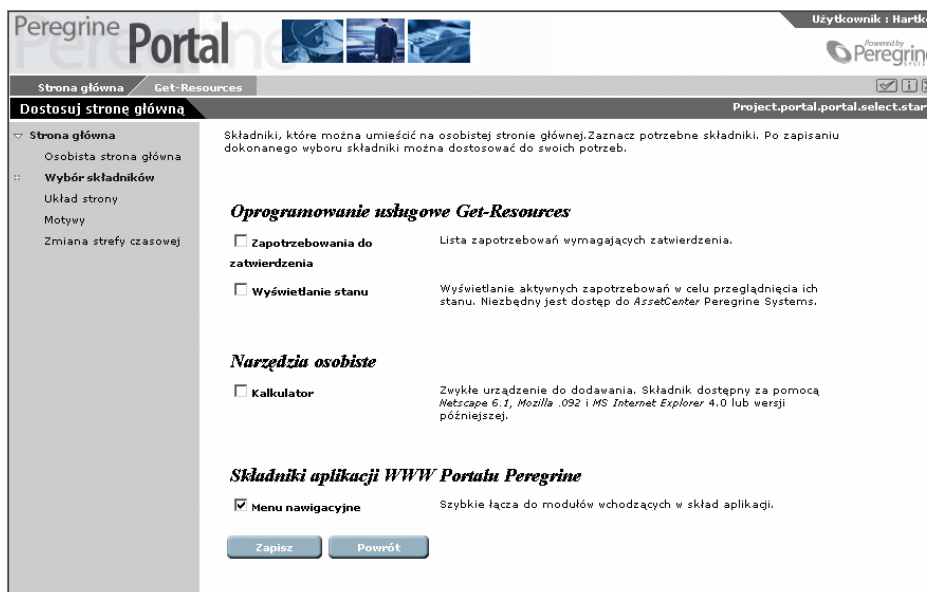 Peregrine Portal
Użytkownik : Hartke
Powered by
Peregrine
Strona główna
Get-Resources
Dostosuj stronę główną
Project.portal.portal.select.star
Strona główna
Osobista strona główna
Wybór składników
Układ strony
Motywy
Zmiana strefy czasowej
Składniki, które można umieścić na osobistej stronie głównej.Zaznacz potrzebne składniki. Po zapisaniu
dokonanego wyboru składniki można dostosować do swoich potrzeb.
Oprogramowanie usługowe Get-Resources
Zapotrzebowania do
zatwierdzenia
Lista zapotrzebowań wymagających zatwierdzenia.
Wyświetlanie stanu
Wyświetlanie aktywnych zapotrzebowań w celu przeglądnięcia ich
stanu. Niezbędny jest dostęp do AssetCenter Peregrine Systems.
Narzędzia osobiste
Kalkulator
Zwykłe urządzenie do dodawania. Składnik dostępny za pomocą
Netscape 6.1, Mozilla .092 i MS Internet Explorer 4.0 lub wersji
późniejszej.
Składniki aplikacji WWW Portalu Peregrine
Menu nawigacyjne
Szybkie łącza do modułów wchodzących w skład aplikacji.
Zapisz
Powrót